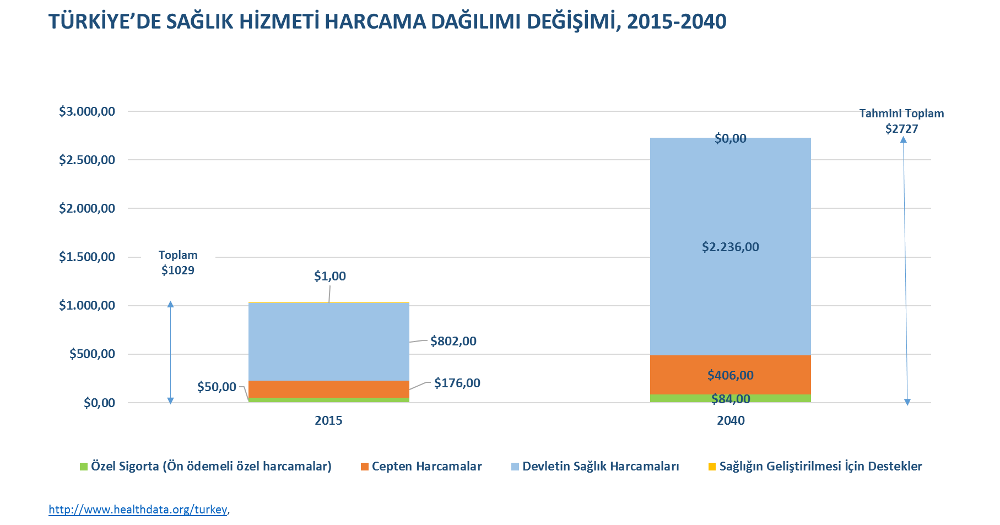 TÜRKİYE’DE SAĞLIK HİZMETİ HARCAMA DAĞILIMI DEĞİŞİMİ, 2015-2040
$3.000,00
$2.500,00
$2.000,00
$1.500,00
$1.000,00
$500,00
$0,00
Toplam
$1029
$1,00
$802,00
$176,00
$50,00
Tahmini Toplam
$2727
$0,00
$2.236,00
$406,00
$84,00
2015
2040
Özel Sigorta (Ön ödemeli özel harcamalar)
Cepten Harcamalar
Devletin Sağlık Harcamaları
Sağlığın Geliştirilmesi İçin Destekler
http://www.healthdata.org/turkey,